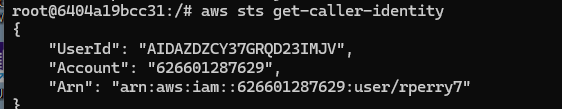 root@6404a19bcc31:/# aws sts get-caller-identity
{
    "UserId": "AIDAZDZCY37GRQD23IMJV",
    "Account": "626601287629",
    "Arn": "arn:aws:iam::626601287629:user/rperry7"
}